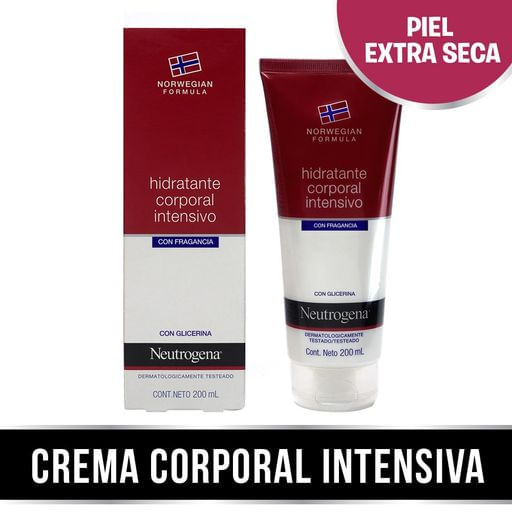 PIEL
EXTRA SECA
NORWEGIAN
FORMULA
hidratante
corporal
intensivo
CON FRAGANCIA
CON GLICERINA
Neutrogena®
DERMATOLOGICAMENTE TESTEADO
CONT.NETO 200 mL
NORWEGIAN
FORMULA
hidratante
corporal
intensivo
CON FRAGANCIA
CON GLICERINA
Neutrogena®
DERMATOLOGICAMENTE
TESTADO/TESTEADO
Cont. Neto 200 mL
CREMA CORPORAL INTENSIVA